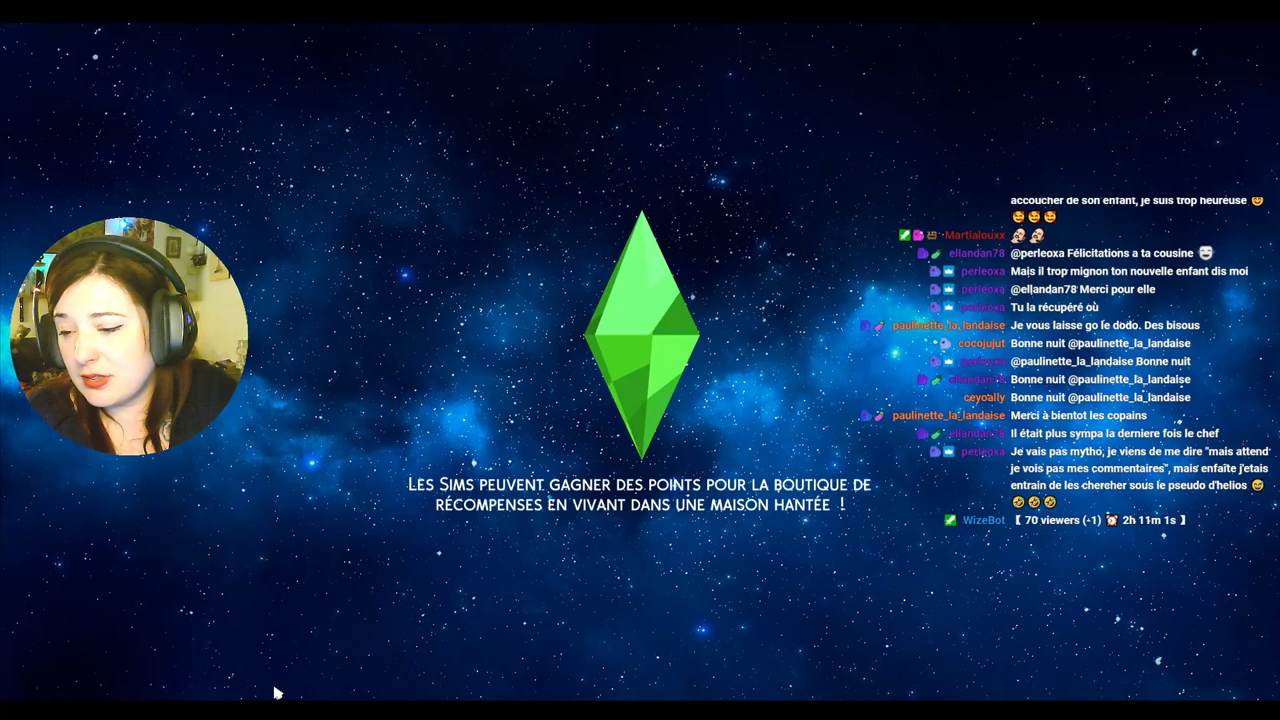 accoucher de son enfant, je suis trop heureuse
Martialouxx
ellandan78 @perleoxa Félicitations a ta cousine
perleoxa Mais il trop mignon ton nouvelle enfant dis moi
perleoxa @ellandan78 Merci pour elle
perleoxa Tu la récupéré où
paulinette_la_landaise Je vous laisse go le dodo. Des bisous
cocojujut Bonne nuit @paulinette_la_landaise
perleoxa @paulinette_la_landaise Bonne nuit
ellandan78 Bonne nuit @paulinette_la_landaise
ceyoally Bonne nuit @paulinette_la_landaise
paulinette_la_landaise Merci à bientot les copains
ellandan78 Il était plus sympa la derniere fois le chef
perleoxa Je vais pas mytho, je viens de me dire "mais attend
je vois pas mes commentaires", mais enfaite j'etais
entrain de les chercher sous le pseudo d'helios
WizeBot 【 70 viewers (-1) ⏰ 2h 11m 1s 】
Les Sims peuvent gagner des points pour la boutique de
récompenses en vivant dans une maison hantée !